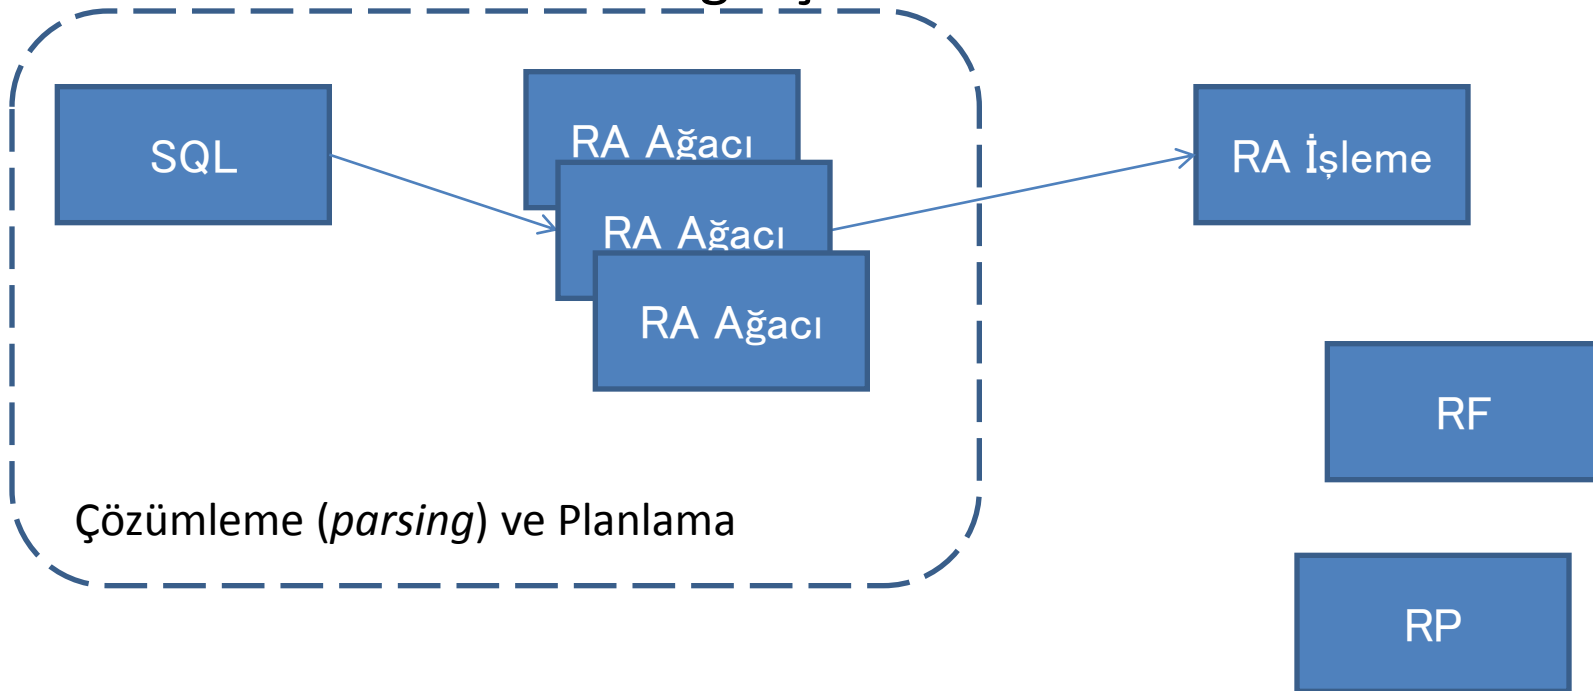 SQL
RA Ağacı
RA Ağacı
RA Ağacı
RA İşleme
RF
RP
Çözümleme (parsing) ve Planlama